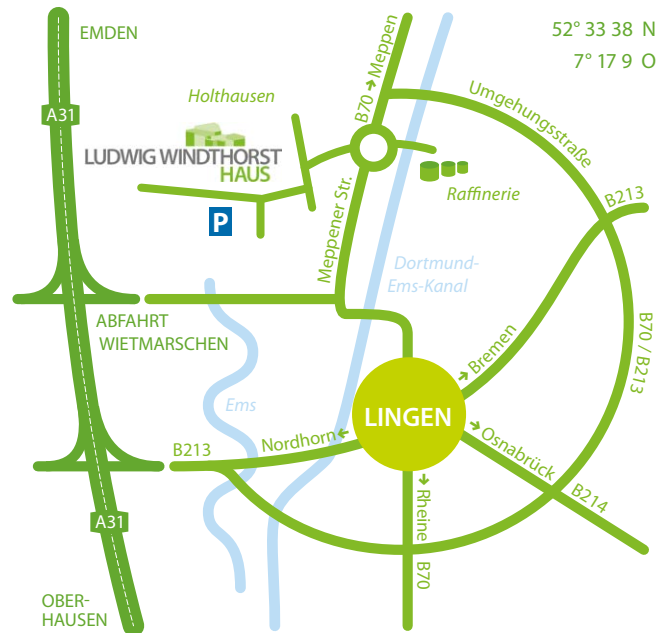 EMDEN
52° 33 38 N
7° 17 9 O
B70 → Meppen
Umgehungsstraße
Holthausen
A31
LUDWIG WINDTHORST
HAUS
Raffinerie
B213
P
Meppener Str.
Dortmund-
Ems-Kanal
ABFAHRT
WIETMARSCHEN
B70 / B213
→ Bremen
Ems
LINGEN
Nordhorn ←
B213
→ Osnabrück
B214
→ Rheine
B70
A31
OBER-
HAUSEN